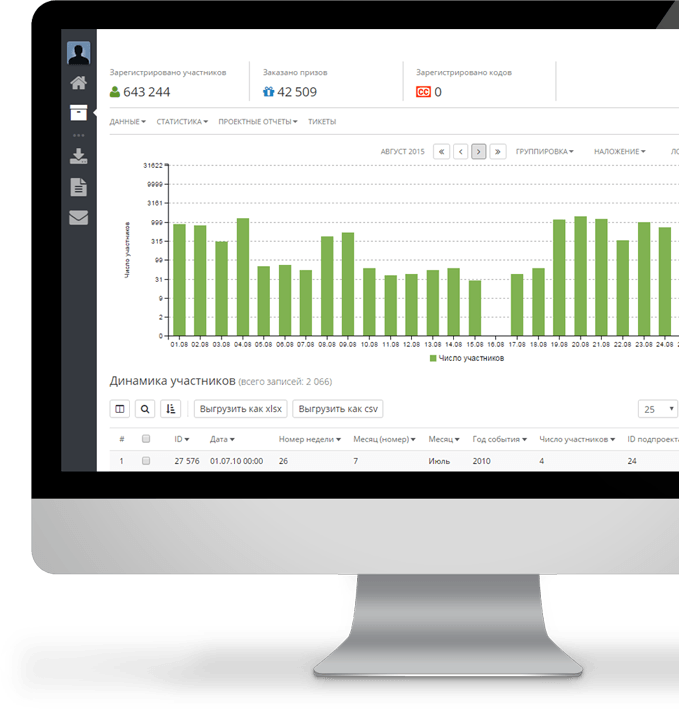 Зарегистрировано участников
643 244
Заказано призов
42 509
Зарегистрировано кодов
CC 0
ДАННЫЕ СТАТИСТИКА ПРОЕКТНЫЕ ОТЧЕТЫ ТИКЕТЫ
АВГУСТ 2015 « ‹ › » ГРУППИРОВКА НАЛОЖЕНИЕ
Число участников
31622
9999
3161
999
315
99
31
9
2
0
01.08 02.08 03.08 04.08 05.08 06.08 07.08 08.08 09.08 10.08 11.08 12.08 13.08 14.08 15.08 16.08 17.08 18.08 19.08 20.08 21.08 22.08 23.08 24.08
Число участников
Динамика участников (всего записей: 2 066)
Выгрузить как xlsx Выгрузить как csv 25
# ID Дата Номер недели Месяц (номер) Месяц Год события Число участников ID подпроекта
1 27 576 01.07.10 00:00 26 7 Июль 2010 4 24